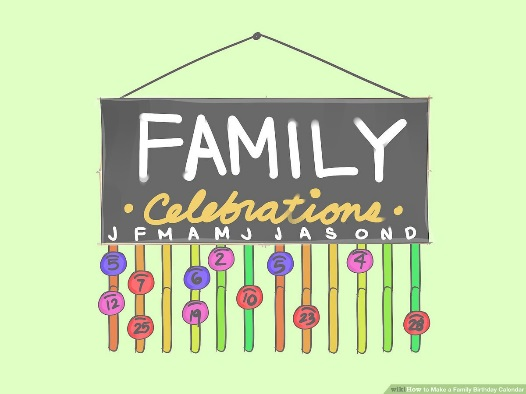 FAMILY
• Celebrations •
J F M A M J J A S O N D
5 2 5 4
7 6
12 10
19 23
25 28
wikiHow to Make a Family Birthday Calendar